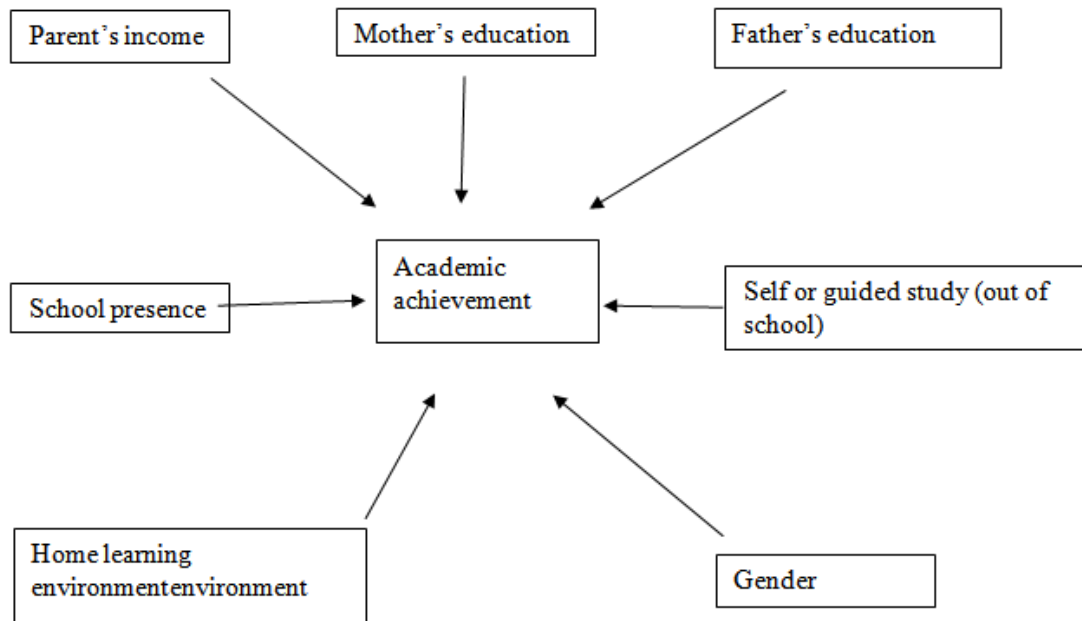 Parent’s income
Mother’s education
Father’s education
Academic
achievement
School presence
Self or guided study (out of
school)
Home learning
environmentenvironment
Gender